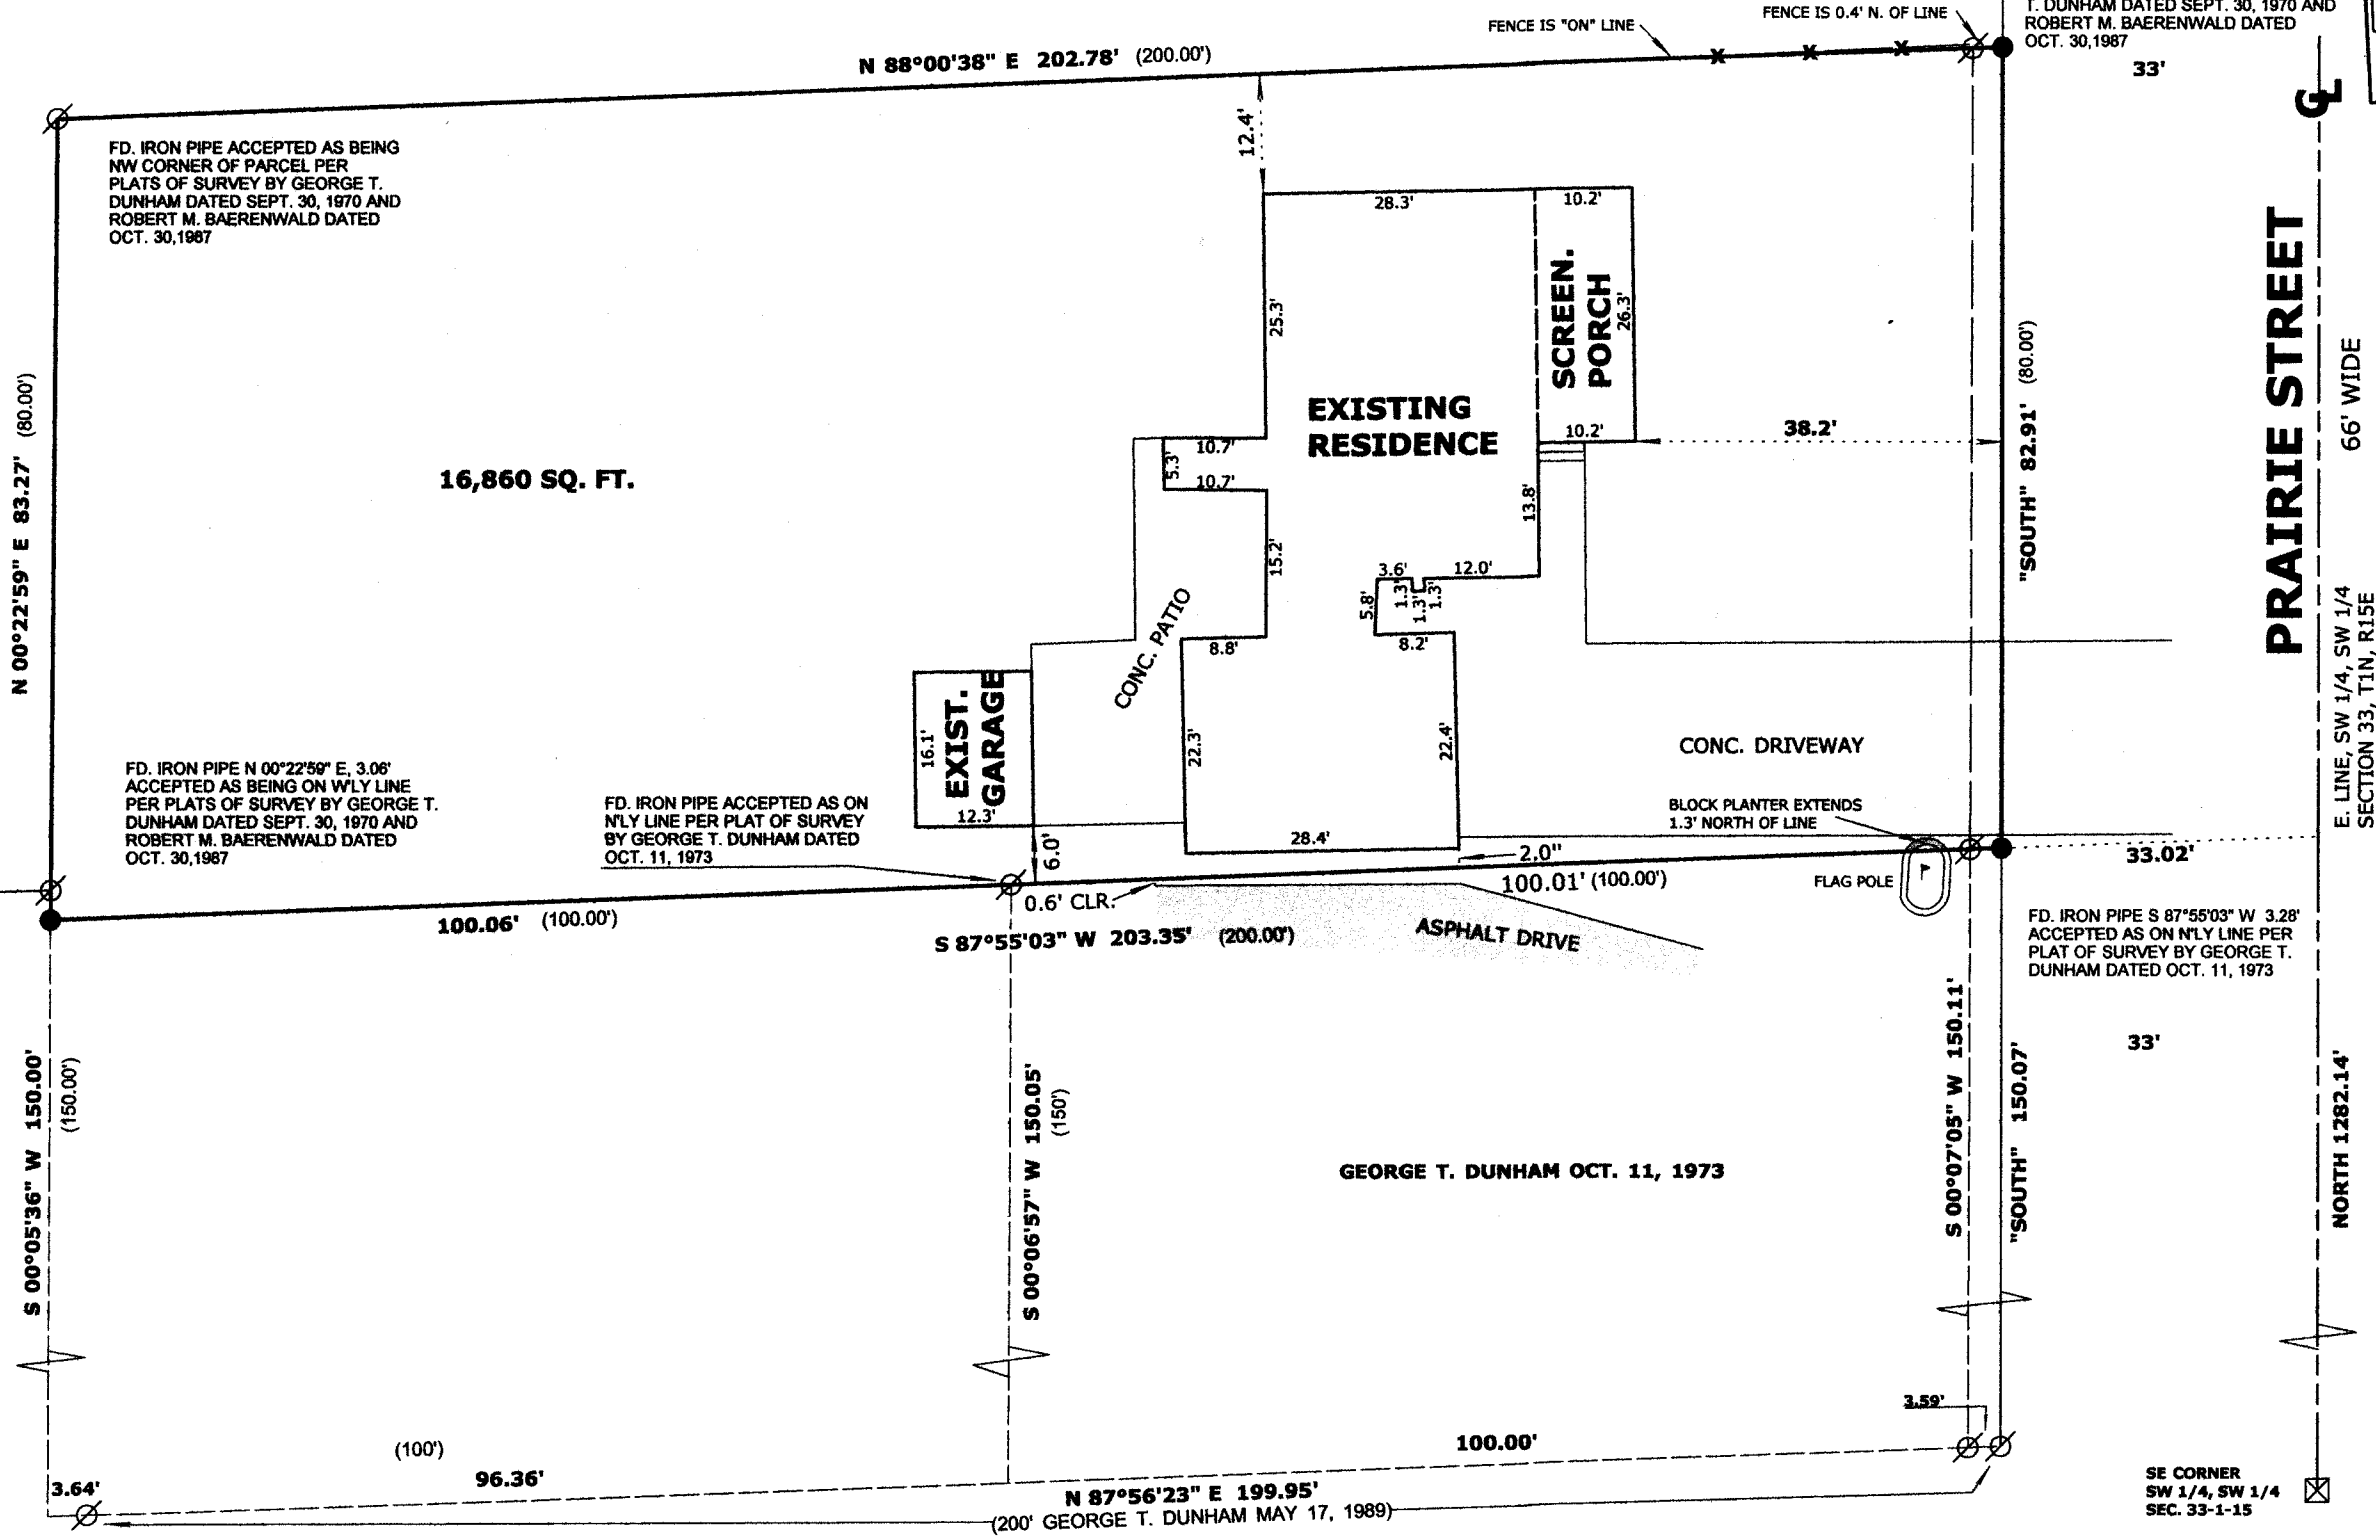 FENCE IS "ON" LINE
FENCE IS 0.4' N. OF LINE
T. DUNHAM DATED SEPT. 30, 1970 AND
ROBERT M. BAERENWALD DATED
OCT. 30,1987
33'
N 88°00'38" E 202.78' (200.00')
FD. IRON PIPE ACCEPTED AS BEING
NW CORNER OF PARCEL PER
PLATS OF SURVEY BY GEORGE T.
DUNHAM DATED SEPT. 30, 1970 AND
ROBERT M. BAERENWALD DATED
OCT. 30,1987
12.4'
28.3'
10.2'
25.3'
SCREEN.
PORCH
26.3'
EXISTING
RESIDENCE
10.2'
38.2'
"SOUTH" 82.91' (80.00')
PRAIRIE STREET
66' WIDE
E. LINE, SW 1/4, SW 1/4
SECTION 33, T1N, R15E
N 00°22'59" E 83.27' (80.00')
16,860 SQ. FT.
10.7'
5.3'
10.7'
15.2'
13.8'
3.6'
12.0'
1.3'
1.3'
1.3'
5.8'
8.2'
8.8'
CONC. PATIO
EXIST.
GARAGE
16.1'
12.3'
22.3'
22.4'
28.4'
CONC. DRIVEWAY
BLOCK PLANTER EXTENDS
1.3' NORTH OF LINE
FD. IRON PIPE N 00°22'59" E, 3.06'
ACCEPTED AS BEING ON W'LY LINE
PER PLATS OF SURVEY BY GEORGE T.
DUNHAM DATED SEPT. 30, 1970 AND
ROBERT M. BAERENWALD DATED
OCT. 30,1987
FD. IRON PIPE ACCEPTED AS ON
N'LY LINE PER PLAT OF SURVEY
BY GEORGE T. DUNHAM DATED
OCT. 11, 1973
6.0'
2.0"
33.02'
FLAG POLE
100.01' (100.00')
0.6' CLR.
100.06' (100.00')
S 87°55'03" W 203.35' (200.00')
ASPHALT DRIVE
FD. IRON PIPE S 87°55'03" W 3.28'
ACCEPTED AS ON N'LY LINE PER
PLAT OF SURVEY BY GEORGE T.
DUNHAM DATED OCT. 11, 1973
33'
S 00°05'36" W 150.00'
(150.00')
S 00°06'57" W 150.05'
(150')
GEORGE T. DUNHAM OCT. 11, 1973
S 00°07'05" W 150.11'
"SOUTH" 150.07'
NORTH 1282.14'
3.59'
(100')
96.36'
100.00'
3.64'
N 87°56'23" E 199.95'
(200' GEORGE T. DUNHAM MAY 17, 1989)
SE CORNER
SW 1/4, SW 1/4
SEC. 33-1-15